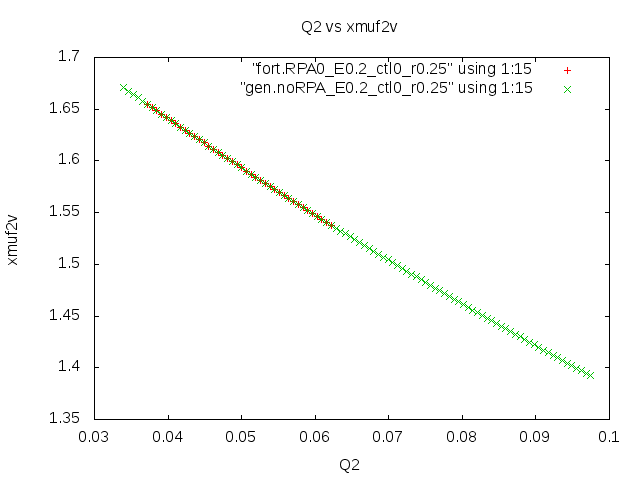 Q2 vs xmuf2v
"fort.RPA0_E0.2_ctl0_r0.25" using 1:15
"gen.noRPA_E0.2_ctl0_r0.25" using 1:15
xmuf2v
1.7
1.65
1.6
1.55
1.5
1.45
1.4
1.35
0.03 0.04 0.05 0.06 0.07 0.08 0.09 0.1
Q2